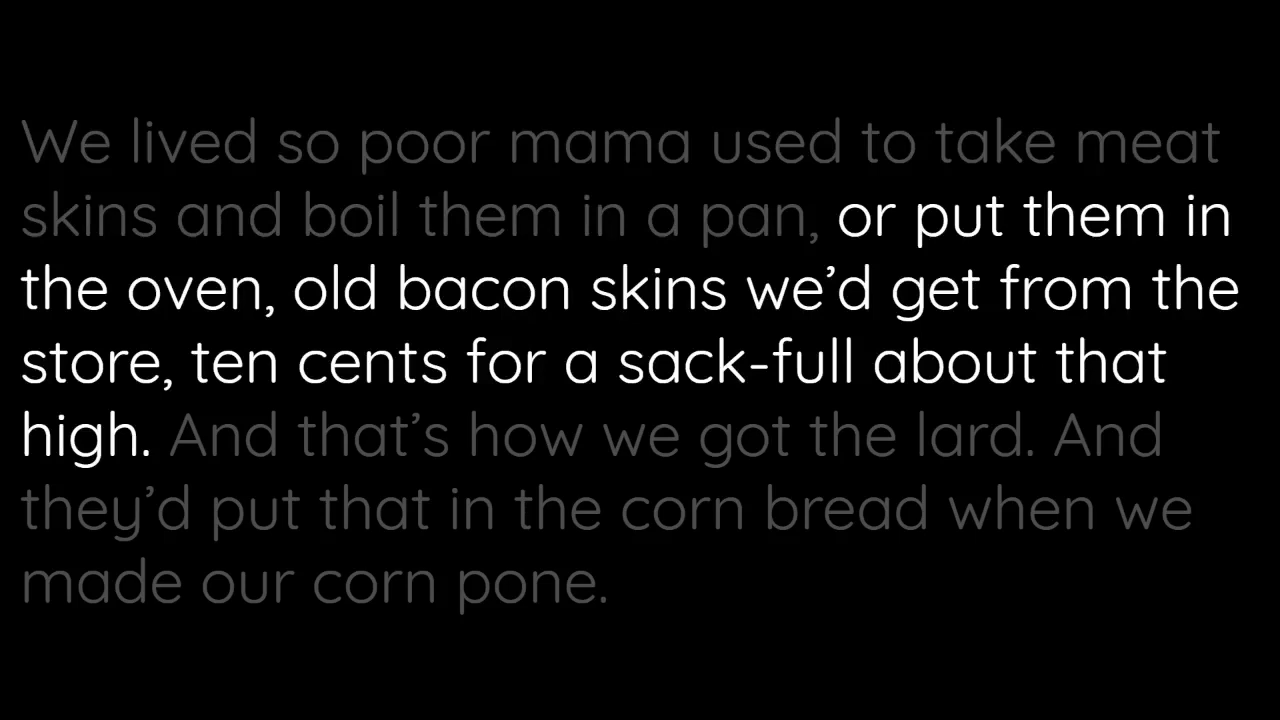 We lived so poor mama used to take meat
skins and boil them in a pan, or put them in
the oven, old bacon skins we’d get from the
store, ten cents for a sack-full about that
high. And that’s how we got the lard. And
they’d put that in the corn bread when we
made our corn pone.